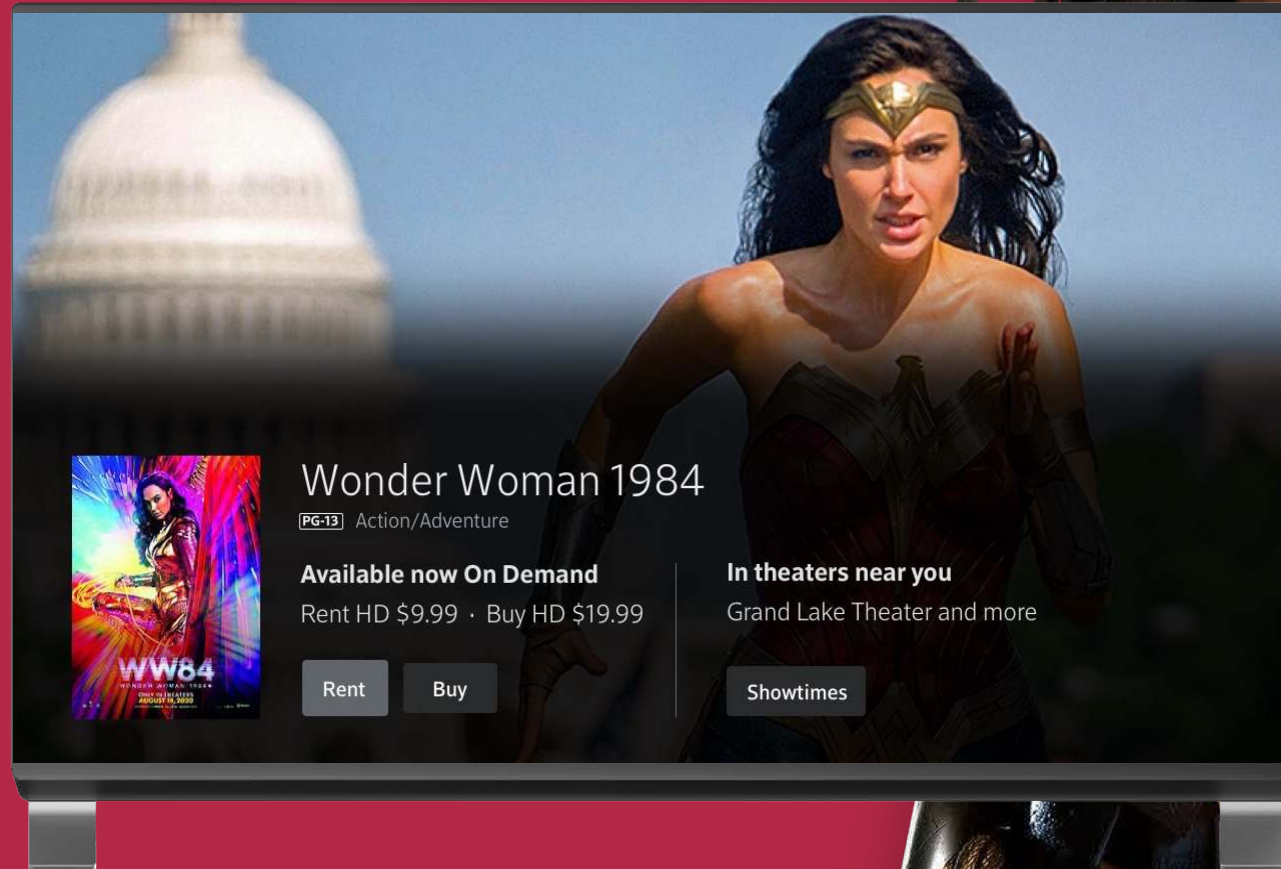 Wonder Woman 1984
PG-13 Action/Adventure
Available now On Demand
Rent HD $9.99 · Buy HD $19.99
Rent Buy
In theaters near you
Grand Lake Theater and more
Showtimes
WW84
WONDER WOMAN 1984
ONLY IN THEATERS
AUGUST 14, 2020